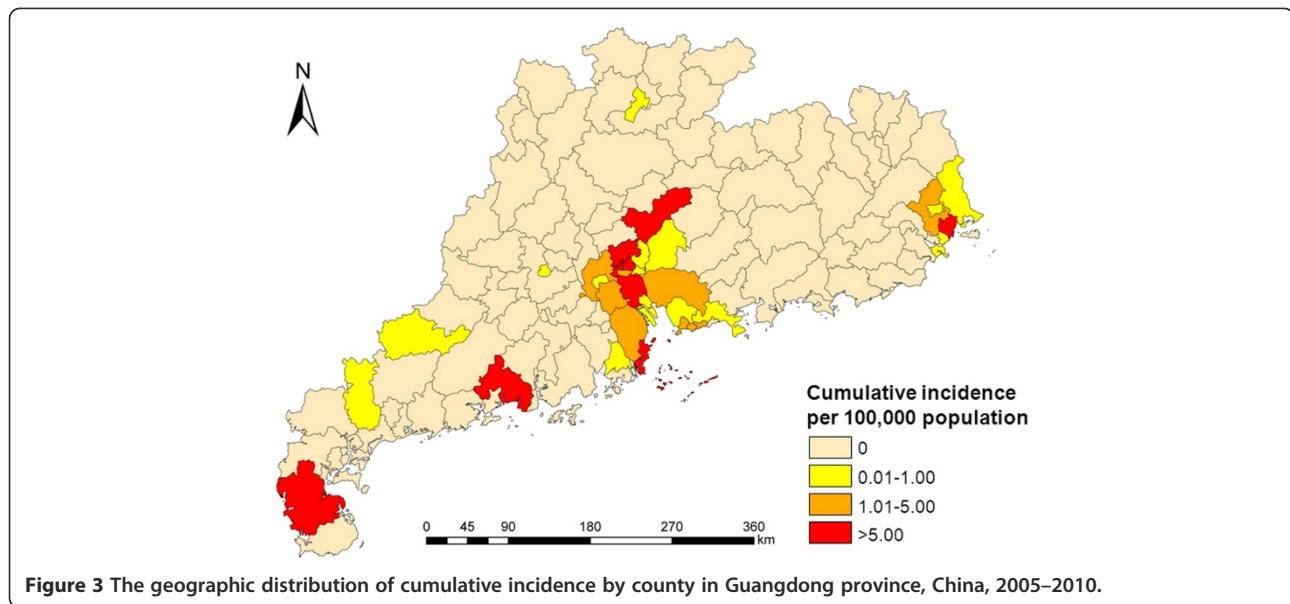 N
Cumulative incidence
per 100,000 population
0
0.01-1.00
1.01-5.00
>5.00
0 45 90 180 270 360
km
Figure 3 The geographic distribution of cumulative incidence by county in Guangdong province, China, 2005–2010.